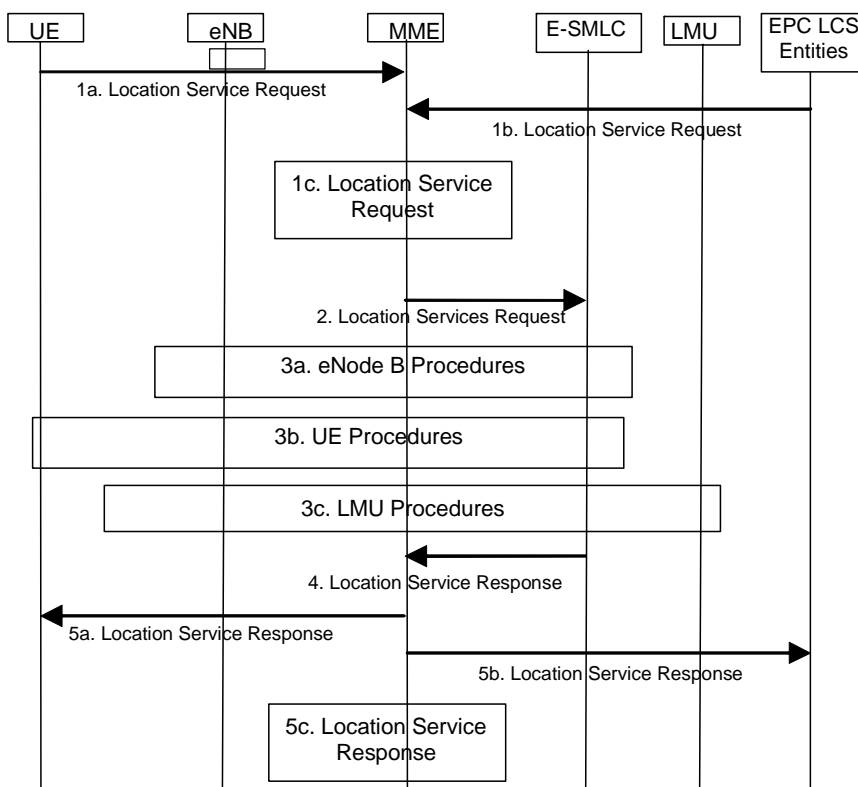 UE
eNB
MME
E-SMLC
LMU
EPC LCS
Entities
1a. Location Service Request
1b. Location Service Request
1c. Location Service
Request
2. Location Services Request
3a. eNode B Procedures
3b. UE Procedures
3c. LMU Procedures
4. Location Service Response
5a. Location Service Response
5b. Location Service Response
5c. Location Service
Response